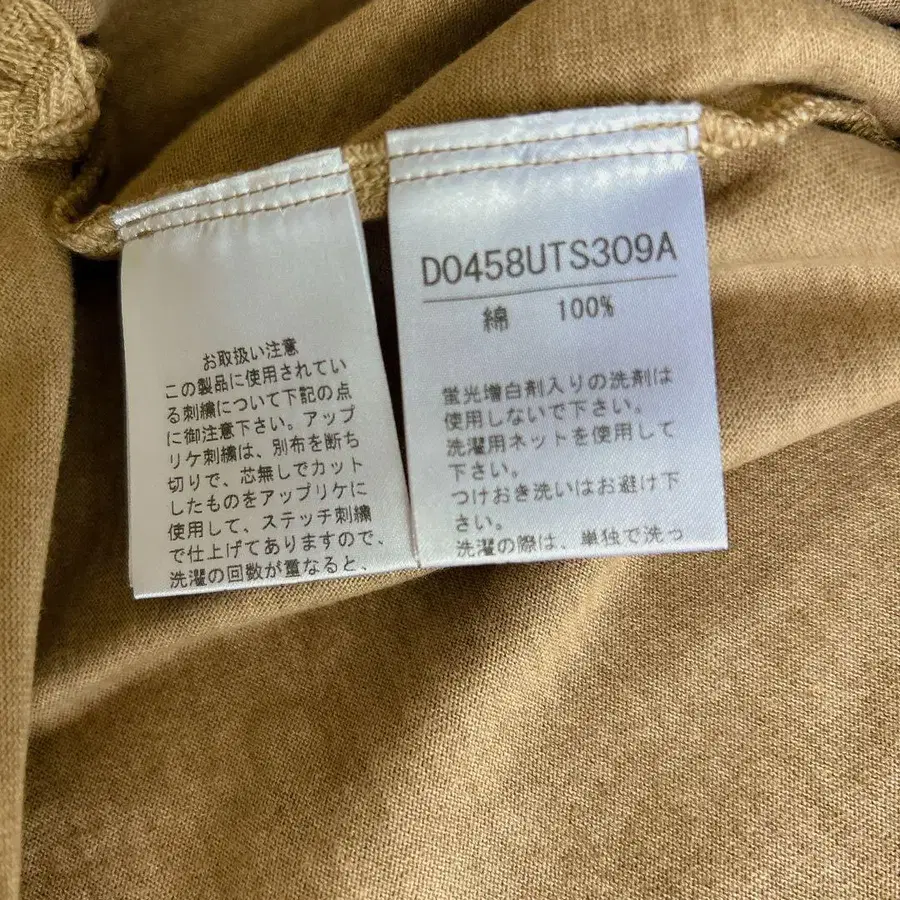 お取扱い注意
この製品に使用されてい
る刺繍について下記の点
に御注意下さい。アップ
リケ刺繍は、別布を断ち
切りで、芯無しでカット
したものをアップリケに
使用して、ステッチ刺繍
で仕上げてありますので、
洗濯の回数が重なると、
D0458UTS309A
綿 100%
蛍光増白剤入りの洗剤は
使用しないで下さい。
洗濯用ネットを使用して
下さい。
つけおき洗いはお避け下
さい。
洗濯の際は、単独で洗っ